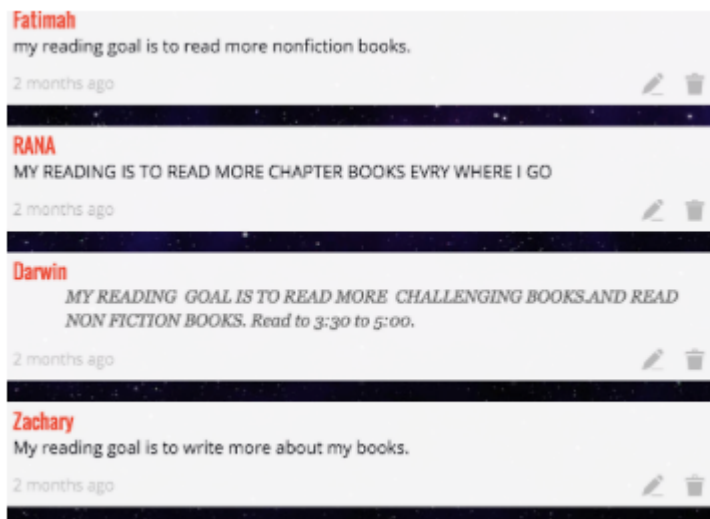 Fatimah
my reading goal is to read more nonfiction books.
2 months ago
RANA
MY READING IS TO READ MORE CHAPTER BOOKS EVRY WHERE I GO
2 months ago
Darwin
MY READING GOAL IS TO READ MORE CHALLENGING BOOKS.AND READ
NON FICTION BOOKS. Read to 3:30 to 5:00.
2 months ago
Zachary
My reading goal is to write more about my books.
2 months ago